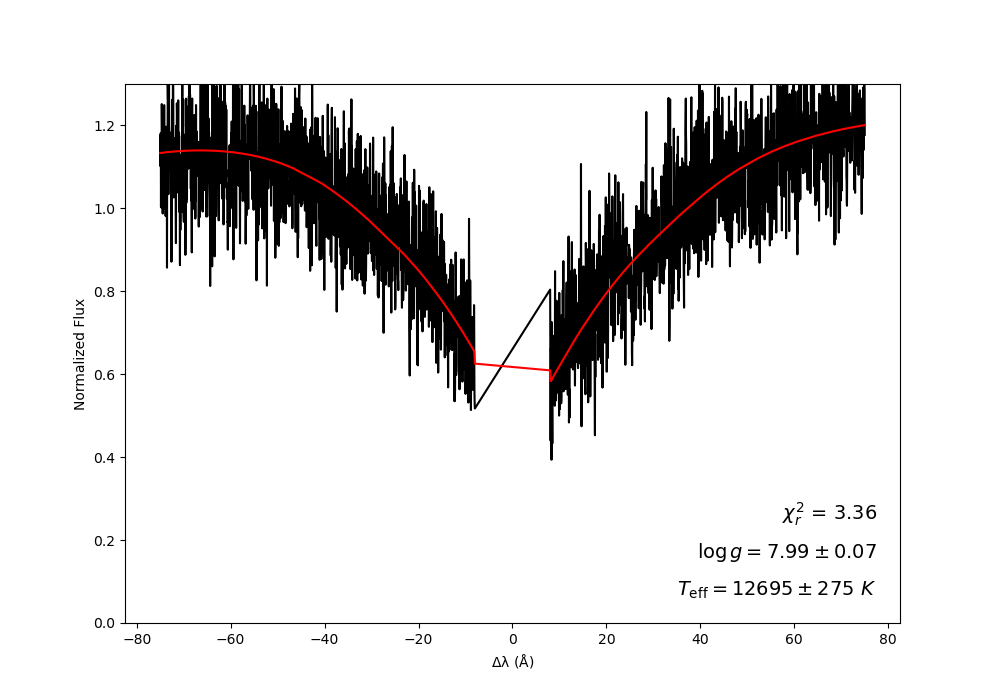 1.2
1.0
0.8
0.6
0.4
0.2
0.0
Normalized Flux
χ²ᵣ = 3.36
log g = 7.99 ± 0.07
T_eff = 12695 ± 275 K
−80 −60 −40 −20 0 20 40 60 80
Δλ (Å)